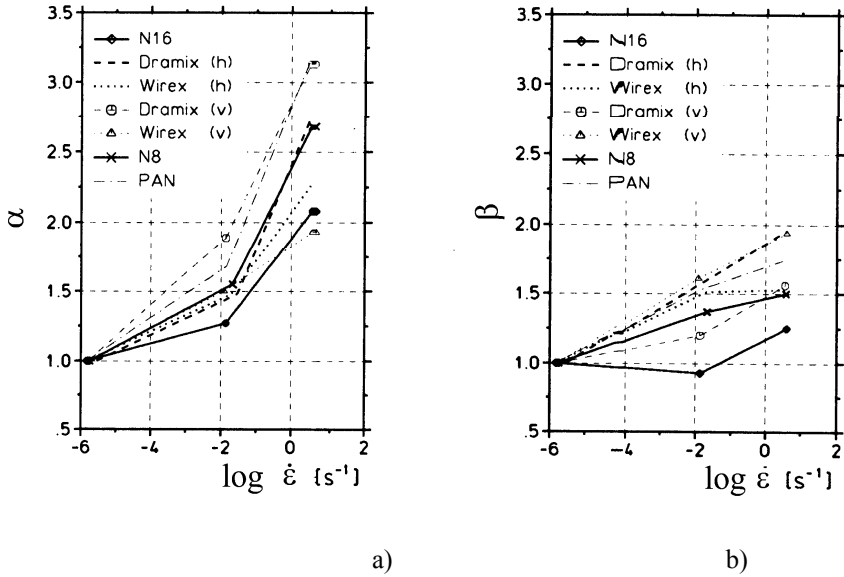 3.5
3.0
2.5
2.0
1.5
1.0
.5
α
N16
Dramix (h)
Wirex (h)
Dramix (v)
Wirex (v)
N8
PAN
-6 -4 -2 0 2
log ε̇ [s⁻¹]
a)
3.5
3.0
2.5
2.0
1.5
1.0
.5
β
N16
Dramix (h)
Wirex (h)
Dramix (v)
Wirex (v)
N8
PAN
-6 -4 -2 0 2
log ε̇ [s⁻¹]
b)